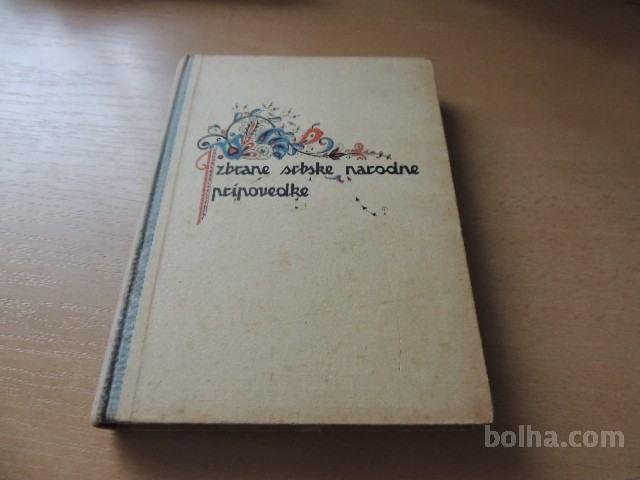 Izbrane srbske narodne
pripovedke
bolha.com